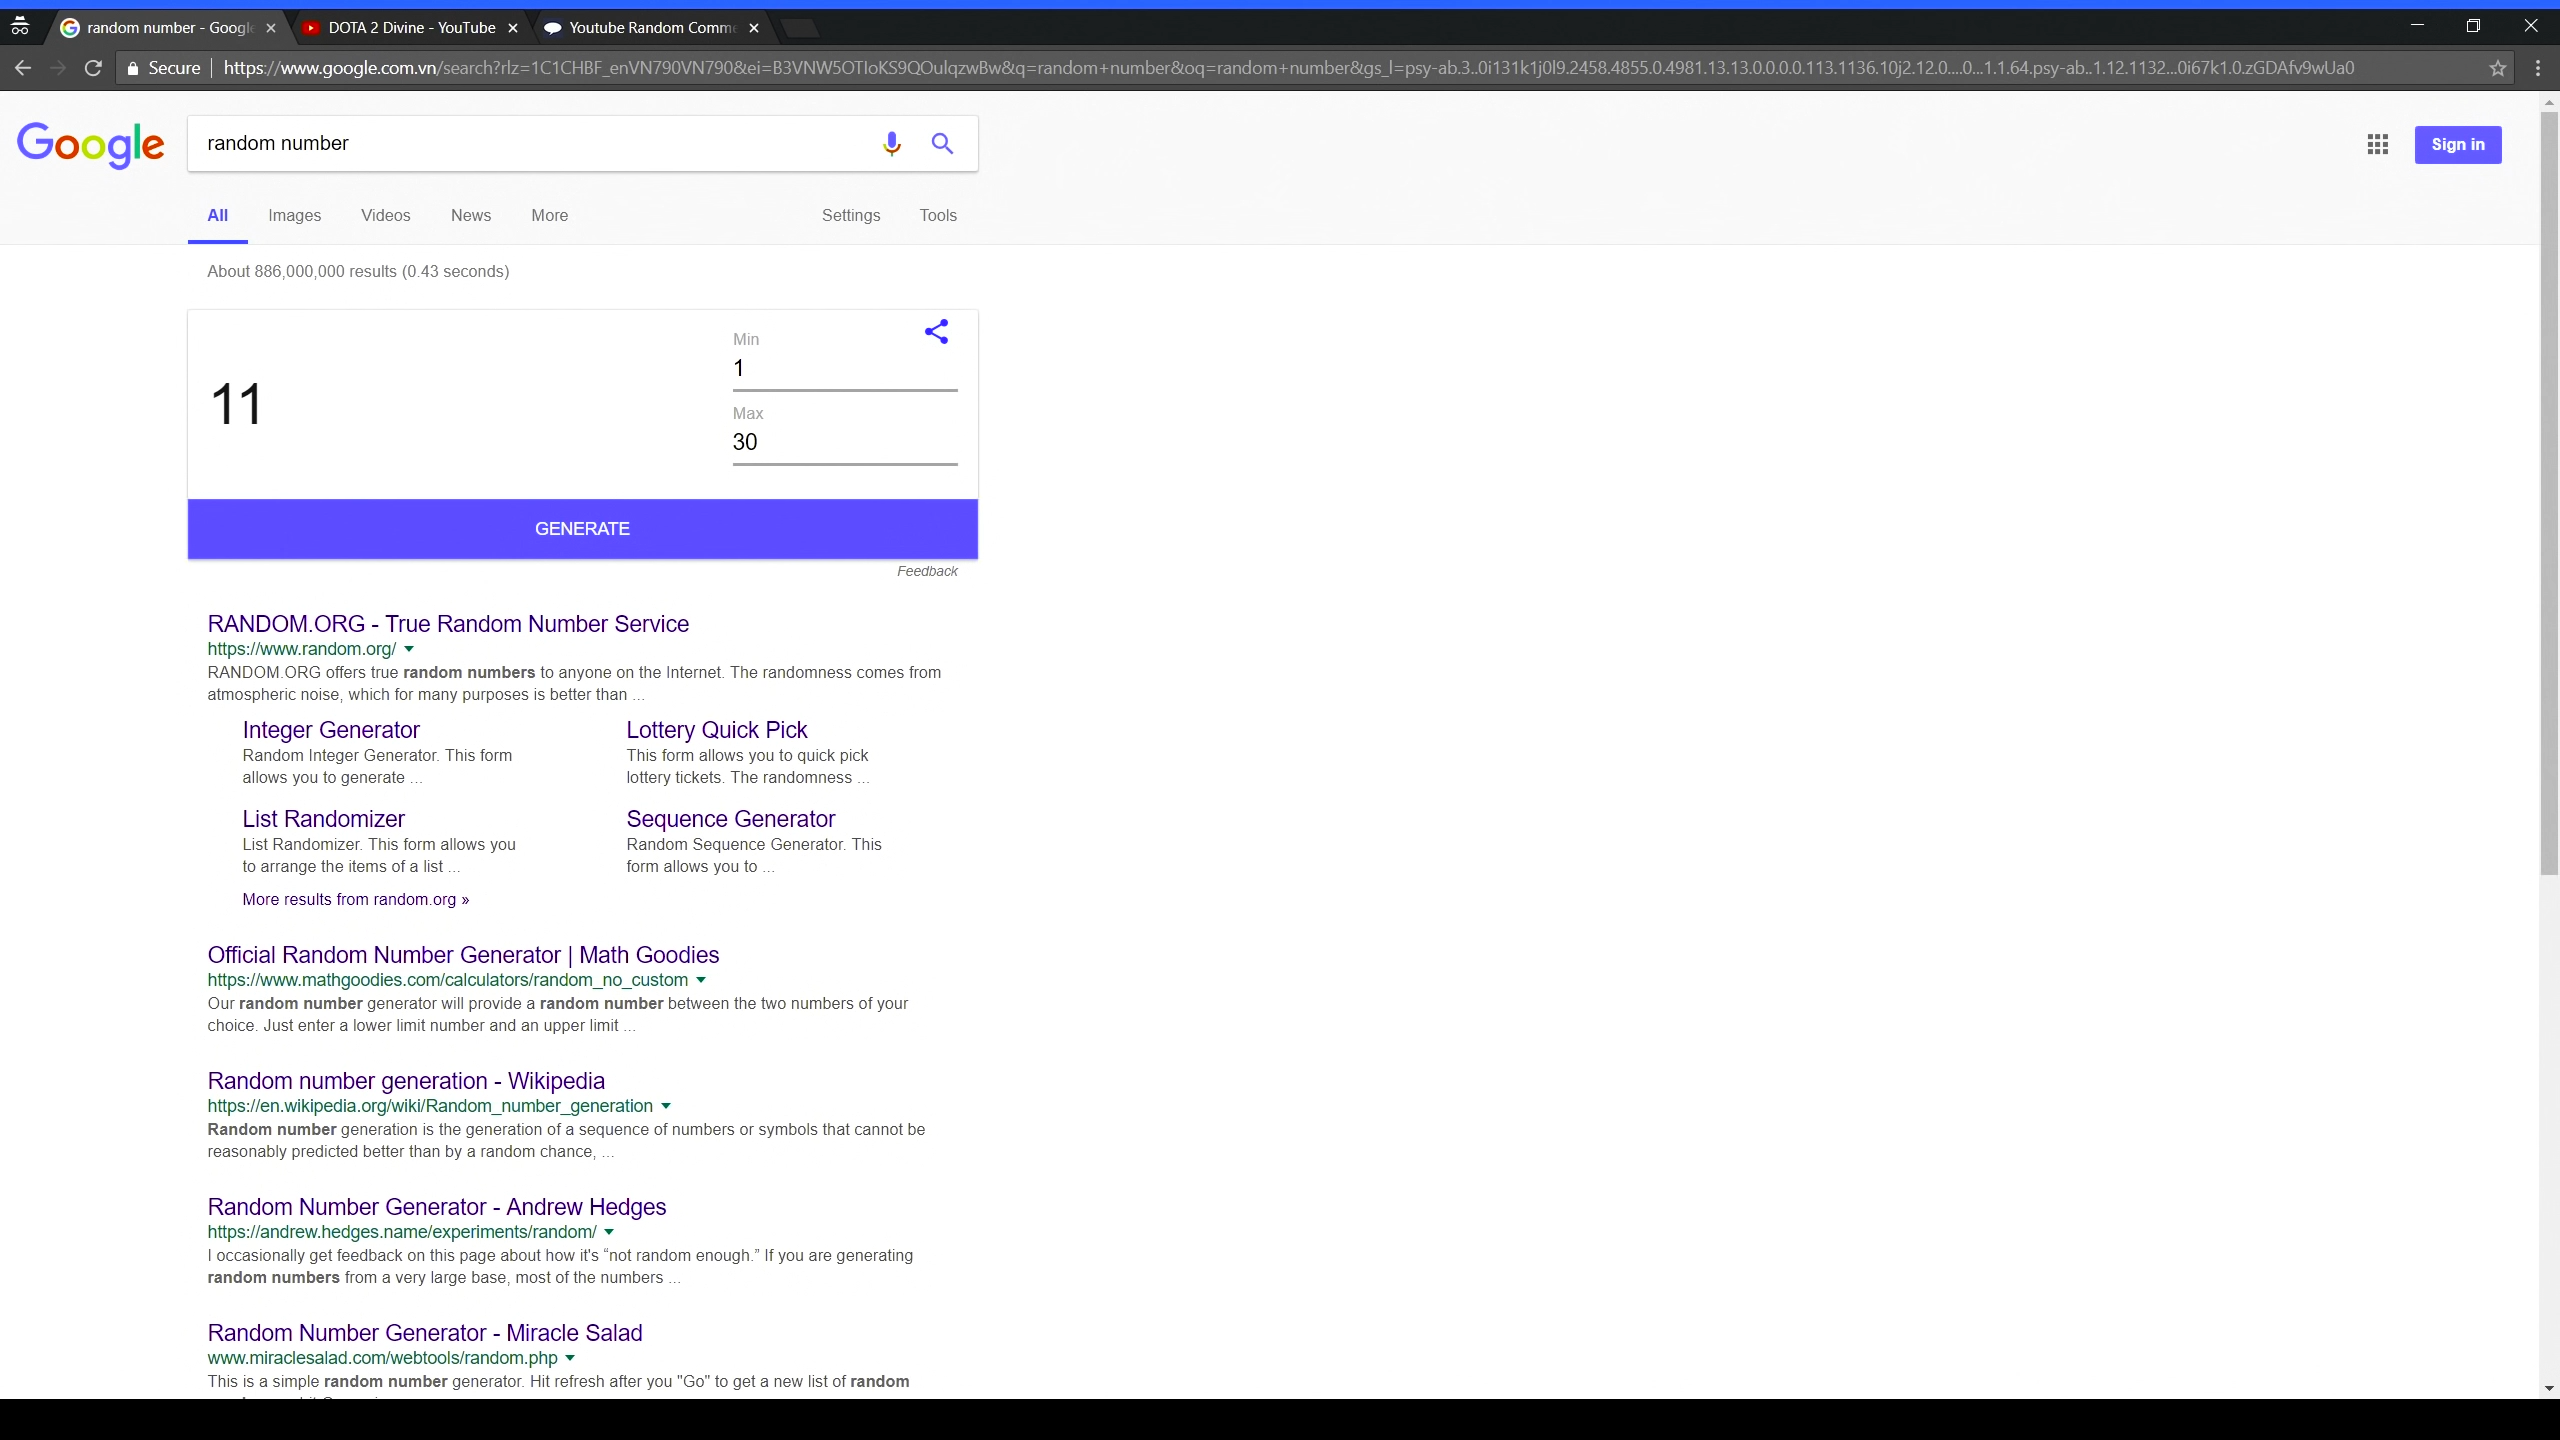 random number - Google
DOTA 2 Divine - YouTube
Youtube Random Comme
Secure
https://www.google.com.vn/search?rlz=1C1CHBF_enVN790VN790&ei=B3VNW5OTIoKS9QOulqzwBw&q=random+number&oq=random+number&gs_l=psy-ab.3..0i131k1j0l9.2458.4855.0.4981.13.13.0.0.0.0.113.1136.10j2.12.0....0...1.1.64.psy-ab..1.12.1132...0i67k1.0.zGDAfv9wUa0
Google
random number
Sign in
All
Images
Videos
News
More
Settings
Tools
About 886,000,000 results (0.43 seconds)
11
Min
1
Max
30
GENERATE
Feedback
RANDOM.ORG - True Random Number Service
https://www.random.org/
RANDOM.ORG offers true random numbers to anyone on the Internet. The randomness comes from
atmospheric noise, which for many purposes is better than ...
Integer Generator
Random Integer Generator. This form
allows you to generate ...
Lottery Quick Pick
This form allows you to quick pick
lottery tickets. The randomness ...
List Randomizer
List Randomizer. This form allows you
to arrange the items of a list ...
Sequence Generator
Random Sequence Generator. This
form allows you to ...
More results from random.org »
Official Random Number Generator | Math Goodies
https://www.mathgoodies.com/calculators/random_no_custom
Our random number generator will provide a random number between the two numbers of your
choice. Just enter a lower limit number and an upper limit ...
Random number generation - Wikipedia
https://en.wikipedia.org/wiki/Random_number_generation
Random number generation is the generation of a sequence of numbers or symbols that cannot be
reasonably predicted better than by a random chance, ...
Random Number Generator - Andrew Hedges
https://andrew.hedges.name/experiments/random/
I occasionally get feedback on this page about how it's “not random enough.” If you are generating
random numbers from a very large base, most of the numbers ...
Random Number Generator - Miracle Salad
www.miraclesalad.com/webtools/random.php
This is a simple random number generator. Hit refresh after you "Go" to get a new list of random